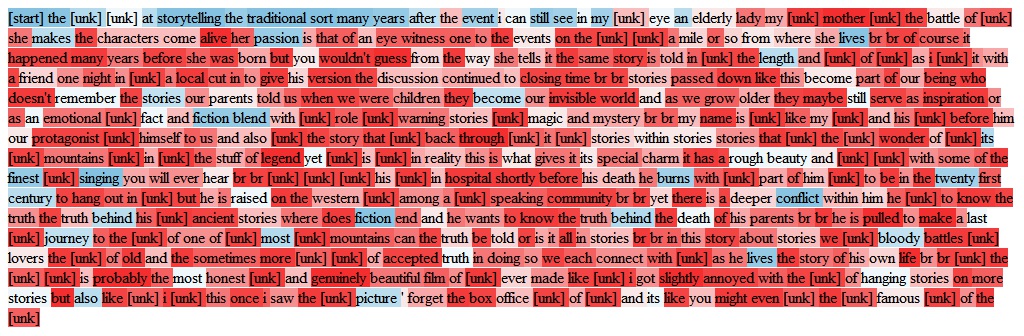 [start] the [unk] [unk] at storytelling the traditional sort many years after the event i can still see in my [unk] eye an elderly lady my [unk] mother [unk] the battle of [unk]
she makes the characters come alive her passion is that of an eye witness one to the events on the [unk] [unk] a mile or so from where she lives br br of course it
happened many years before she was born but you wouldn't guess from the way she tells it the same story is told in [unk] the length and [unk] of [unk] as i [unk] it with
a friend one night in [unk] a local cut in to give his version the discussion continued to closing time br br stories passed down like this become part of our being who
doesn't remember the stories our parents told us when we were children they become our invisible world and as we grow older they maybe still serve as inspiration or
as an emotional [unk] fact and fiction blend with [unk] role [unk] warning stories [unk] magic and mystery br br my name is [unk] like my [unk] and his [unk] before him
our protagonist [unk] himself to us and also [unk] the story that [unk] back through [unk] it [unk] stories within stories stories that [unk] the [unk] wonder of [unk] its
[unk] mountains [unk] in [unk] the stuff of legend yet [unk] is [unk] in reality this is what gives it its special charm it has a rough beauty and [unk] [unk] with some of the
finest [unk] singing you will ever hear br br [unk] [unk] [unk] his [unk] in hospital shortly before his death he burns with [unk] part of him [unk] to be in the twenty first
century to hang out in [unk] but he is raised on the western [unk] among a [unk] speaking community br br yet there is a deeper conflict within him he [unk] to know the
truth the truth behind his [unk] ancient stories where does fiction end and he wants to know the truth behind the death of his parents br br he is pulled to make a last
[unk] journey to the [unk] of one of [unk] most [unk] mountains can the truth be told or is it all in stories br br in this story about stories we [unk] bloody battles [unk]
lovers the [unk] of old and the sometimes more [unk] [unk] of accepted truth in doing so we each connect with [unk] as he lives the story of his own life br br [unk] the
[unk] [unk] is probably the most honest [unk] and genuinely beautiful film of [unk] ever made like [unk] i got slightly annoyed with the [unk] of hanging stories on more
stories but also like [unk] i [unk] this once i saw the [unk] picture ' forget the box office [unk] of [unk] and its like you might even [unk] the [unk] famous [unk] of the
[unk]